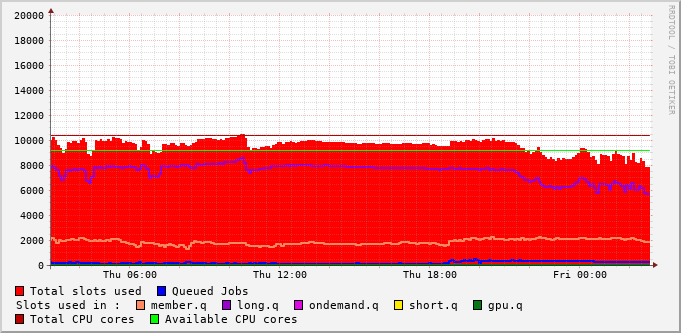 RRDTOOL / TOBI OETIKER
20000
18000
16000
14000
12000
10000
8000
6000
4000
2000
0
Thu 06:00 Thu 12:00 Thu 18:00 Fri 00:00
Total slots used Queued Jobs
Slots used in : member.q long.q ondemand.q short.q gpu.q
Total CPU cores Available CPU cores